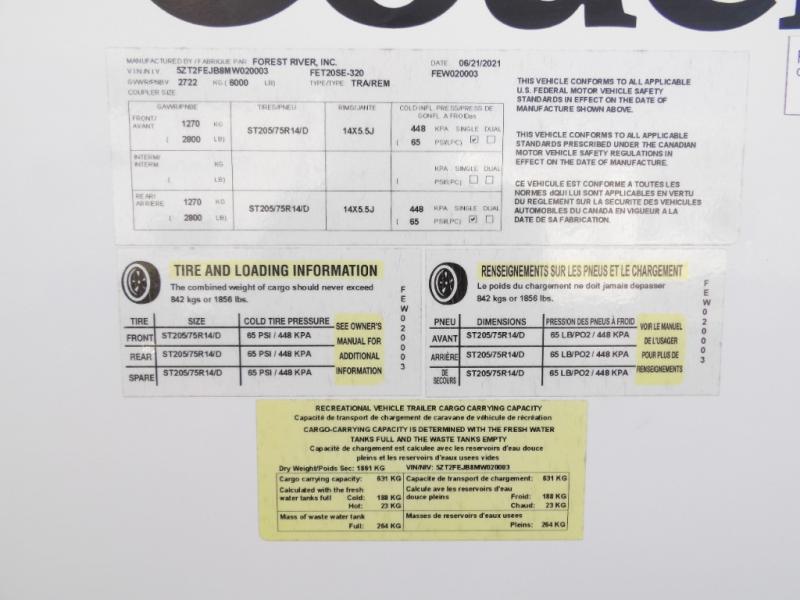 MANUFACTURED BY / FABRIQUE PAR FOREST RIVER, INC. DATE 06/21/2021
V.I.N./N.I.V. 5ZT2FEJB8MW020003 FET20SE-320 FEW020003
GVWR/PNBE 2722 KG ( 6000 LB) TYPE/TYPE: TRA/REM
COUPLER SIZE
GAWR/PNBE TIRES/PNEU RIMS/JANTE COLD INFL. PRESS/PRESS DE GONFL. A FROID
FRONT/ AVANT 1270 KG ST205/75R14/D 14X5.5J 448 KPA SINGLE DUAL
( 2800 LB) ( 65 PSI/LPC)
INTERM/ INTERM. KG KPA SINGLE DUAL
( LB) ( PSI/LPC)
REAR/ ARRIÈRE 1270 KG ST205/75R14/D 14X5.5J 448 KPA SINGLE DUAL
( 2800 LB) ( 65 PSI/LPC)
THIS VEHICLE CONFORMS TO ALL APPLICABLE
U.S. FEDERAL MOTOR VEHICLE SAFETY
STANDARDS IN EFFECT ON THE DATE OF
MANUFACTURE SHOWN ABOVE.
THIS VEHICLE CONFORMS TO ALL APPLICABLE
STANDARDS PRESCRIBED UNDER THE CANADIAN
MOTOR VEHICLE SAFETY REGULATIONS IN
EFFECT ON THE DATE OF MANUFACTURE.
CE VEHICULE EST CONFORME A TOUTES LES
NORMES dQUI LUI SONT APPLICABLES EN VERTU
DU REGLEMENT SUR LA SECURITE DES VEHICULES
AUTOMOBILES DU CANADA EN VIGUEUR A LA
DATE DE SA FABRICATION.
TIRE AND LOADING INFORMATION
The combined weight of cargo should never exceed
842 kgs or 1856 lbs.
TIRE SIZE COLD TIRE PRESSURE
FRONT ST205/75R14/D 65 PSI / 448 KPA
REAR ST205/75R14/D 65 PSI / 448 KPA
SPARE ST205/75R14/D 65 PSI / 448 KPA
SEE OWNER'S
MANUAL FOR
ADDITIONAL
INFORMATION
FEW020003
RENSEIGNEMENTS SUR LES PNEUS ET LE CHARGEMENT
Le poids du chargement ne doit jamais depasser
842 kgs or 1856 lbs.
PNEU DIMENSIONS PRESSION DES PNEUS À FROID
AVANT ST205/75R14/D 65 LB/PO2 / 448 KPA
ARRIÈRE ST205/75R14/D 65 LB/PO2 / 448 KPA
DE SECOURS ST205/75R14/D 65 LB/PO2 / 448 KPA
VOIR LE MANUEL
DE L'USAGER
POUR PLUS DE
RENSEIGNEMENTS
FEW020003
RECREATIONAL VEHICLE TRAILER CARGO CARRYING CAPACITY
Capacite de transport de chargement de caravane de véhicule de récréation
CARGO-CARRYING CAPACITY IS DETERMINED WITH THE FRESH WATER
TANKS FULL AND THE WASTE TANKS EMPTY
Capacité de chargement est calculee avec les reservoirs d'eau douce
pleins et les reservoirs d'eaux usees vides
Dry Weight/Poids Sec: 1881 KG VIN/NIV: 5ZT2FEJB8MW020003
Cargo carrying capacity: 631 KG Capacite de transport de chargement: 631 KG
Calculated with the fresh Calcule ave les reservoirs d'eau
water tanks full Cold: 188 KG douce pleins Froid: 188 KG
Hot: 23 KG Chaud: 23 KG
Mass of waste water tank Masses de reservoirs d'eaux usees
Full: 264 KG Pleins: 264 KG